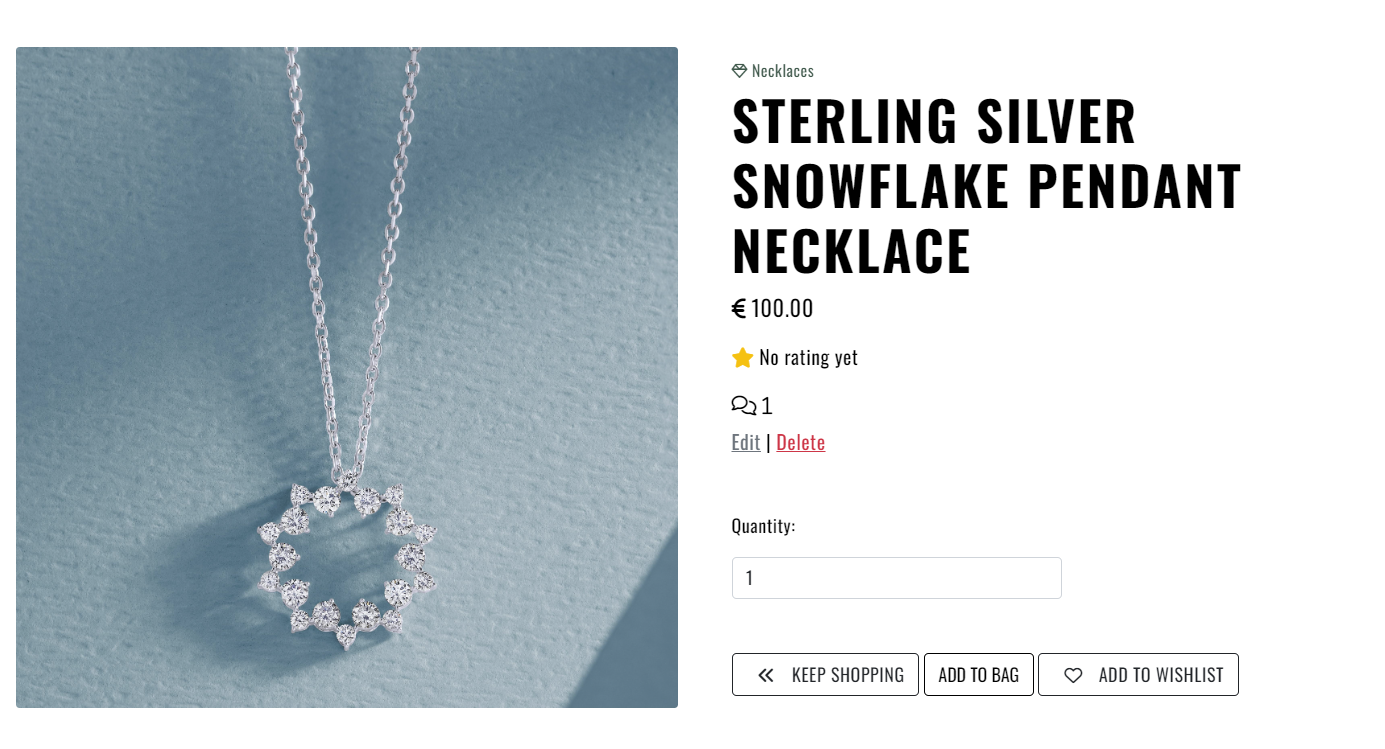 Necklaces
STERLING SILVER
SNOWFLAKE PENDANT
NECKLACE
€ 100.00
No rating yet
1
Edit | Delete
Quantity:
1
KEEP SHOPPING
ADD TO BAG
ADD TO WISHLIST